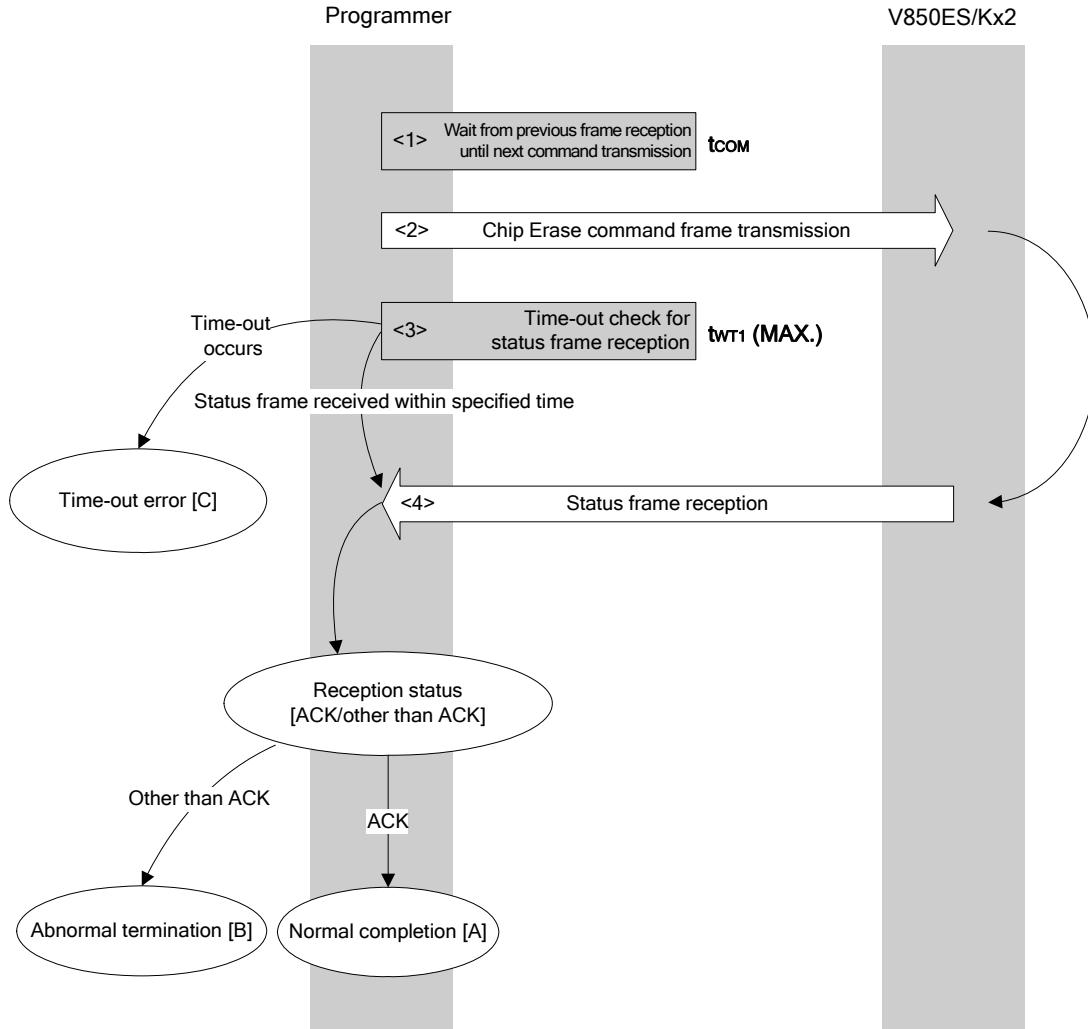 Programmer
V850ES/Kx2
<1> Wait from previous frame reception
until next command transmission
tCOM
<2> Chip Erase command frame transmission
<3> Time-out check for
status frame reception
tWT1 (MAX.)
Time-out
occurs
Status frame received within specified time
Time-out error [C]
<4> Status frame reception
Reception status
[ACK/other than ACK]
Other than ACK
ACK
Abnormal termination [B]
Normal completion [A]